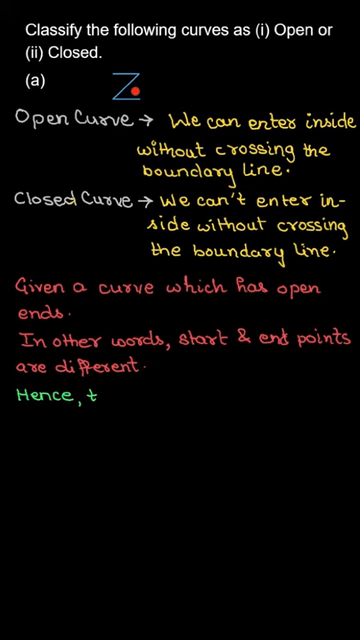 Classify the following curves as (i) Open or
(ii) Closed.
(a)
Open Curve → We can enter inside
without crossing the
boundary line.
Closed Curve → We can't enter in-
side without crossing
the boundary line.
Given a curve which has open
ends.
In other words, start & end points
are different.
Hence, t